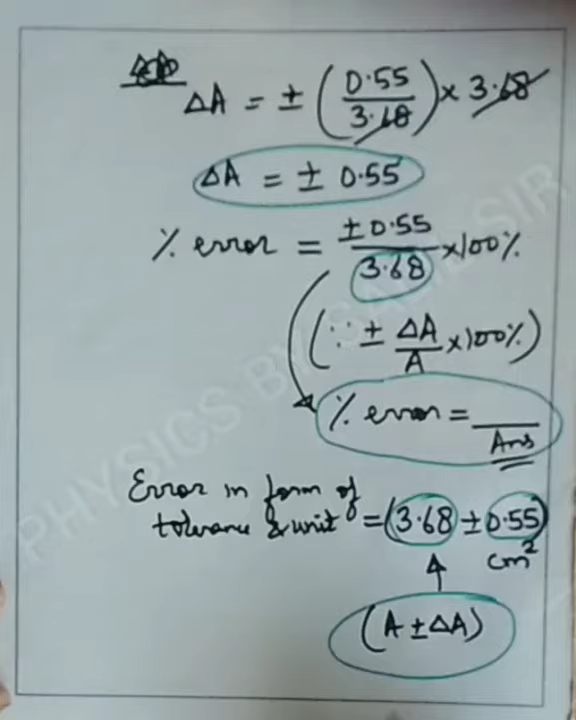 ΔA = ± (0.55/3.68) × 3.68
ΔA = ± 0.55
% error = ±0.55/3.68 ×100%
(∵ ± ΔA/A ×100%)
% error = ___
Ans
Error in form of
tolerance & unit = (3.68 ± 0.55)
cm²
(A ± ΔA)